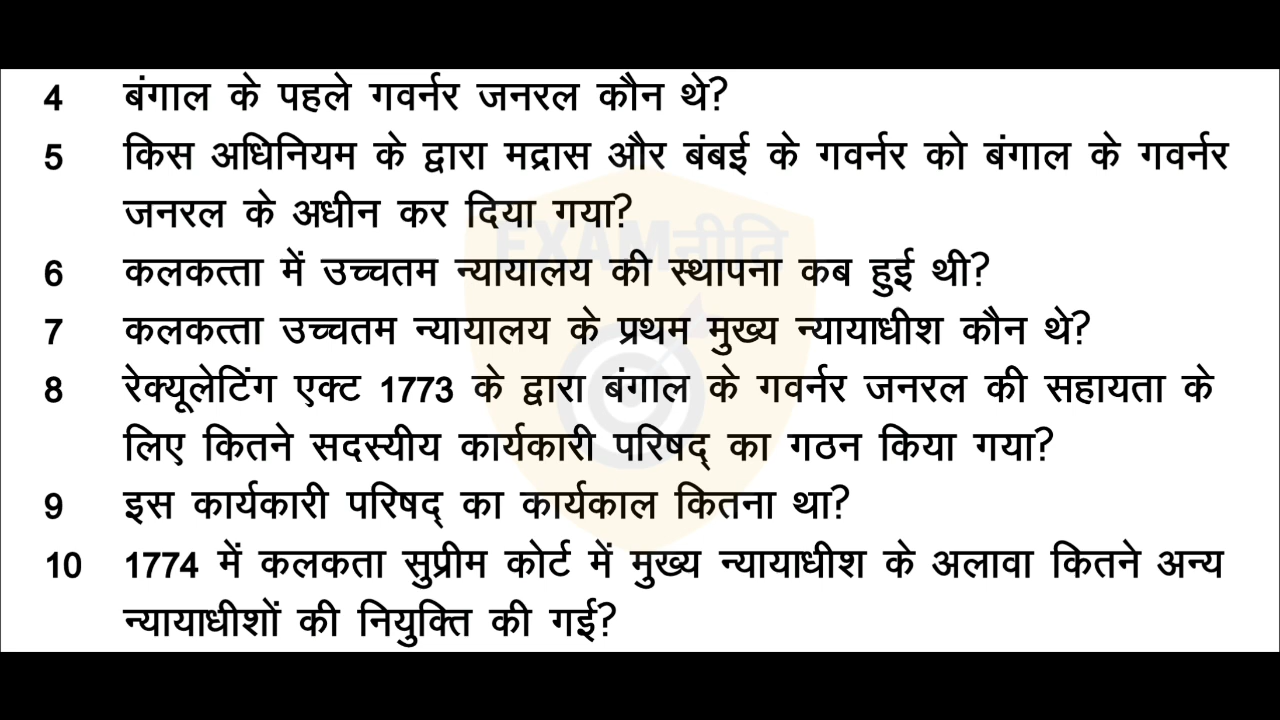 4 बंगाल के पहले गवर्नर जनरल कौन थे?
5 किस अधिनियम के द्वारा मद्रास और बंबई के गवर्नर को बंगाल के गवर्नर
जनरल के अधीन कर दिया गया?
EXAMनीति
6 कलकत्ता में उच्चतम न्यायालय की स्थापना कब हुई थी?
7 कलकत्ता उच्चतम न्यायालय के प्रथम मुख्य न्यायाधीश कौन थे?
8 रेक्यूलेटिंग एक्ट 1773 के द्वारा बंगाल के गवर्नर जनरल की सहायता के
लिए कितने सदस्यीय कार्यकारी परिषद् का गठन किया गया?
9 इस कार्यकारी परिषद् का कार्यकाल कितना था?
10 1774 में कलकता सुप्रीम कोर्ट में मुख्य न्यायाधीश के अलावा कितने अन्य
न्यायाधीशों की नियुक्ति की गई?